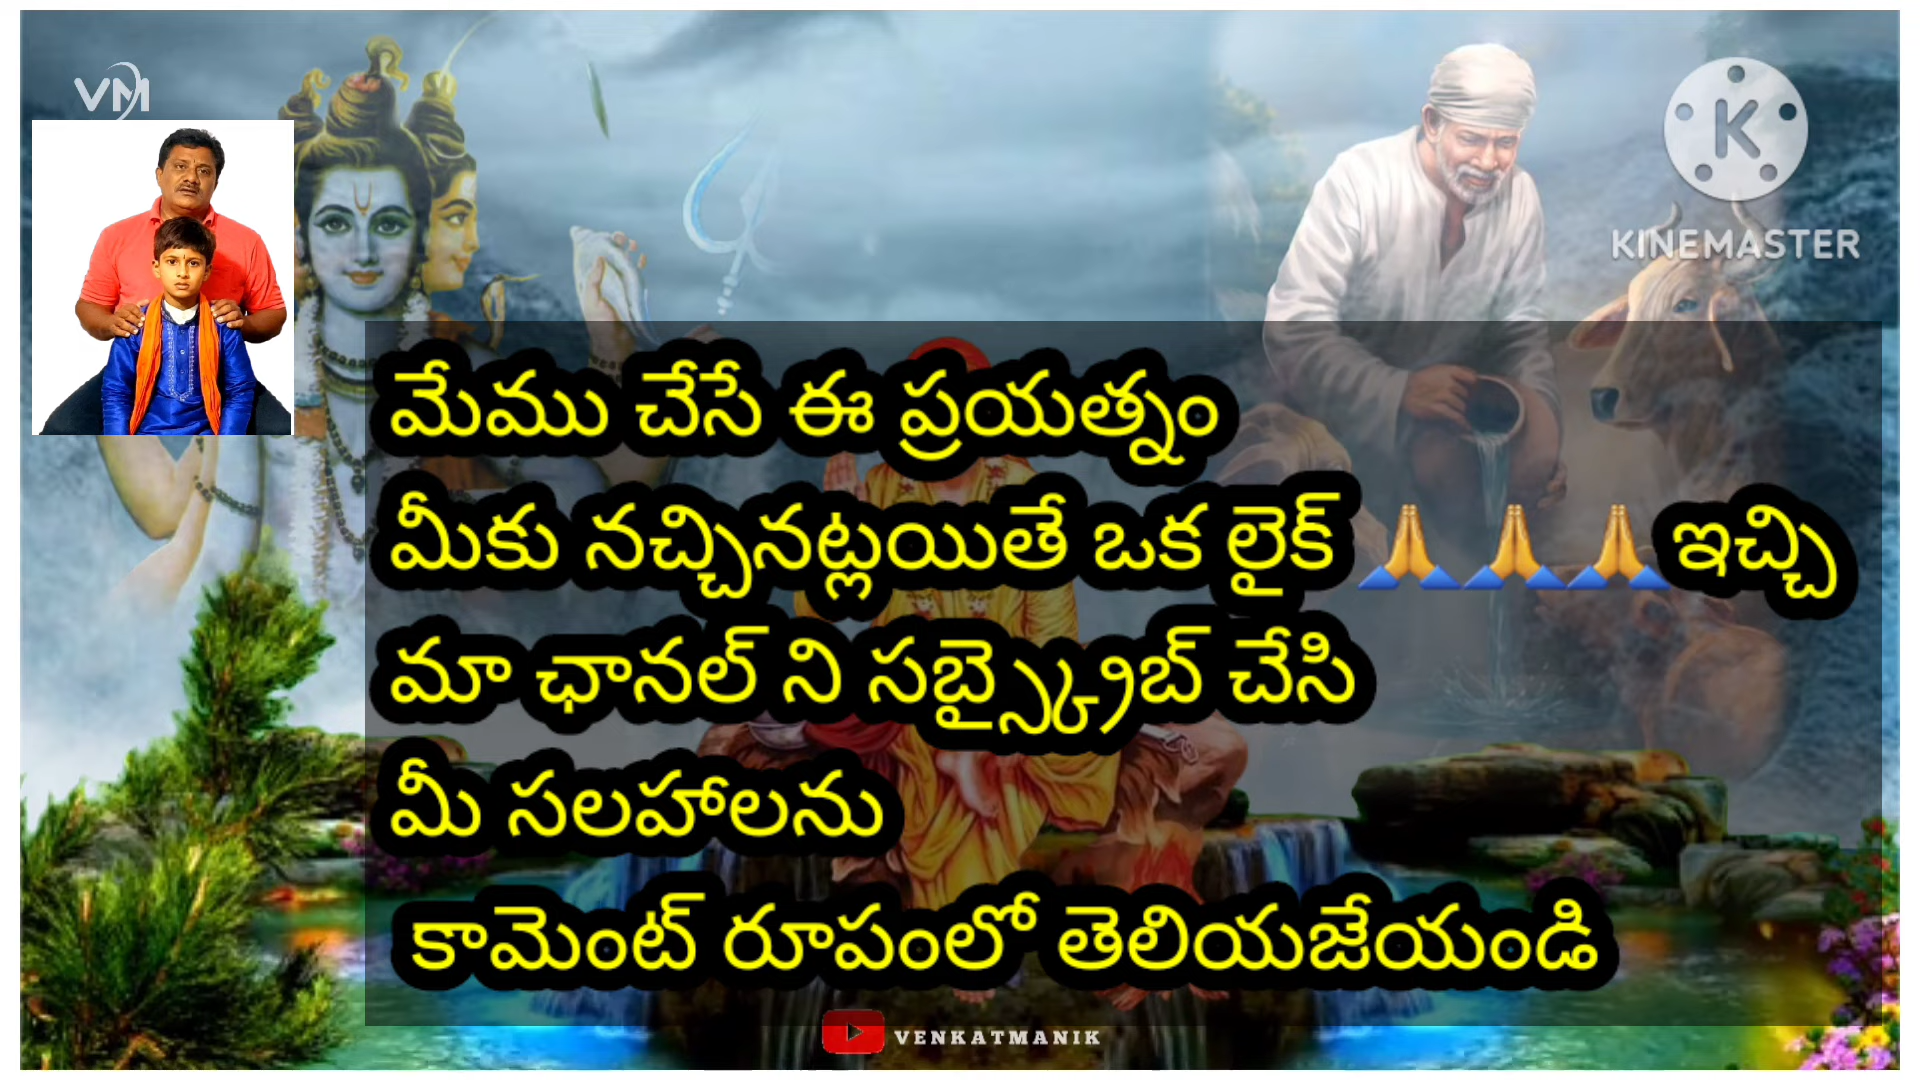 VM
KINEMASTER
మేము చేసే ఈ ప్రయత్నం
మీకు నచ్చినట్లయితే ఒక లైక్ 🙏🙏🙏ఇచ్చి
మా ఛానల్ ని సబ్స్క్రైబ్ చేసి
మీ సలహాలను
కామెంట్ రూపంలో తెలియజేయండి
VENKATMANIK